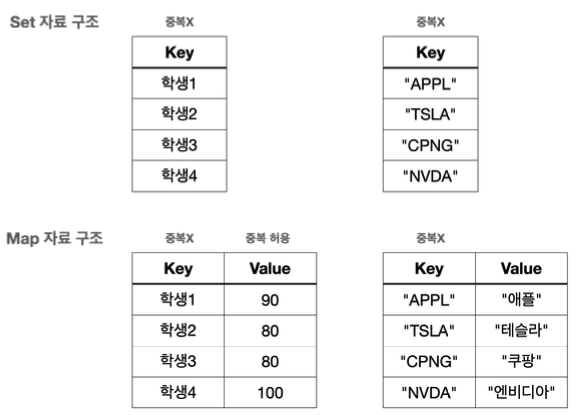 Set 자료 구조 중복X 중복X
Key Key
학생1 "APPL"
학생2 "TSLA"
학생3 "CPNG"
학생4 "NVDA"
Map 자료 구조 중복X 중복 허용 중복X
Key Value Key Value
학생1 90 "APPL" "애플"
학생2 80 "TSLA" "테슬라"
학생3 80 "CPNG" "쿠팡"
학생4 100 "NVDA" "엔비디아"